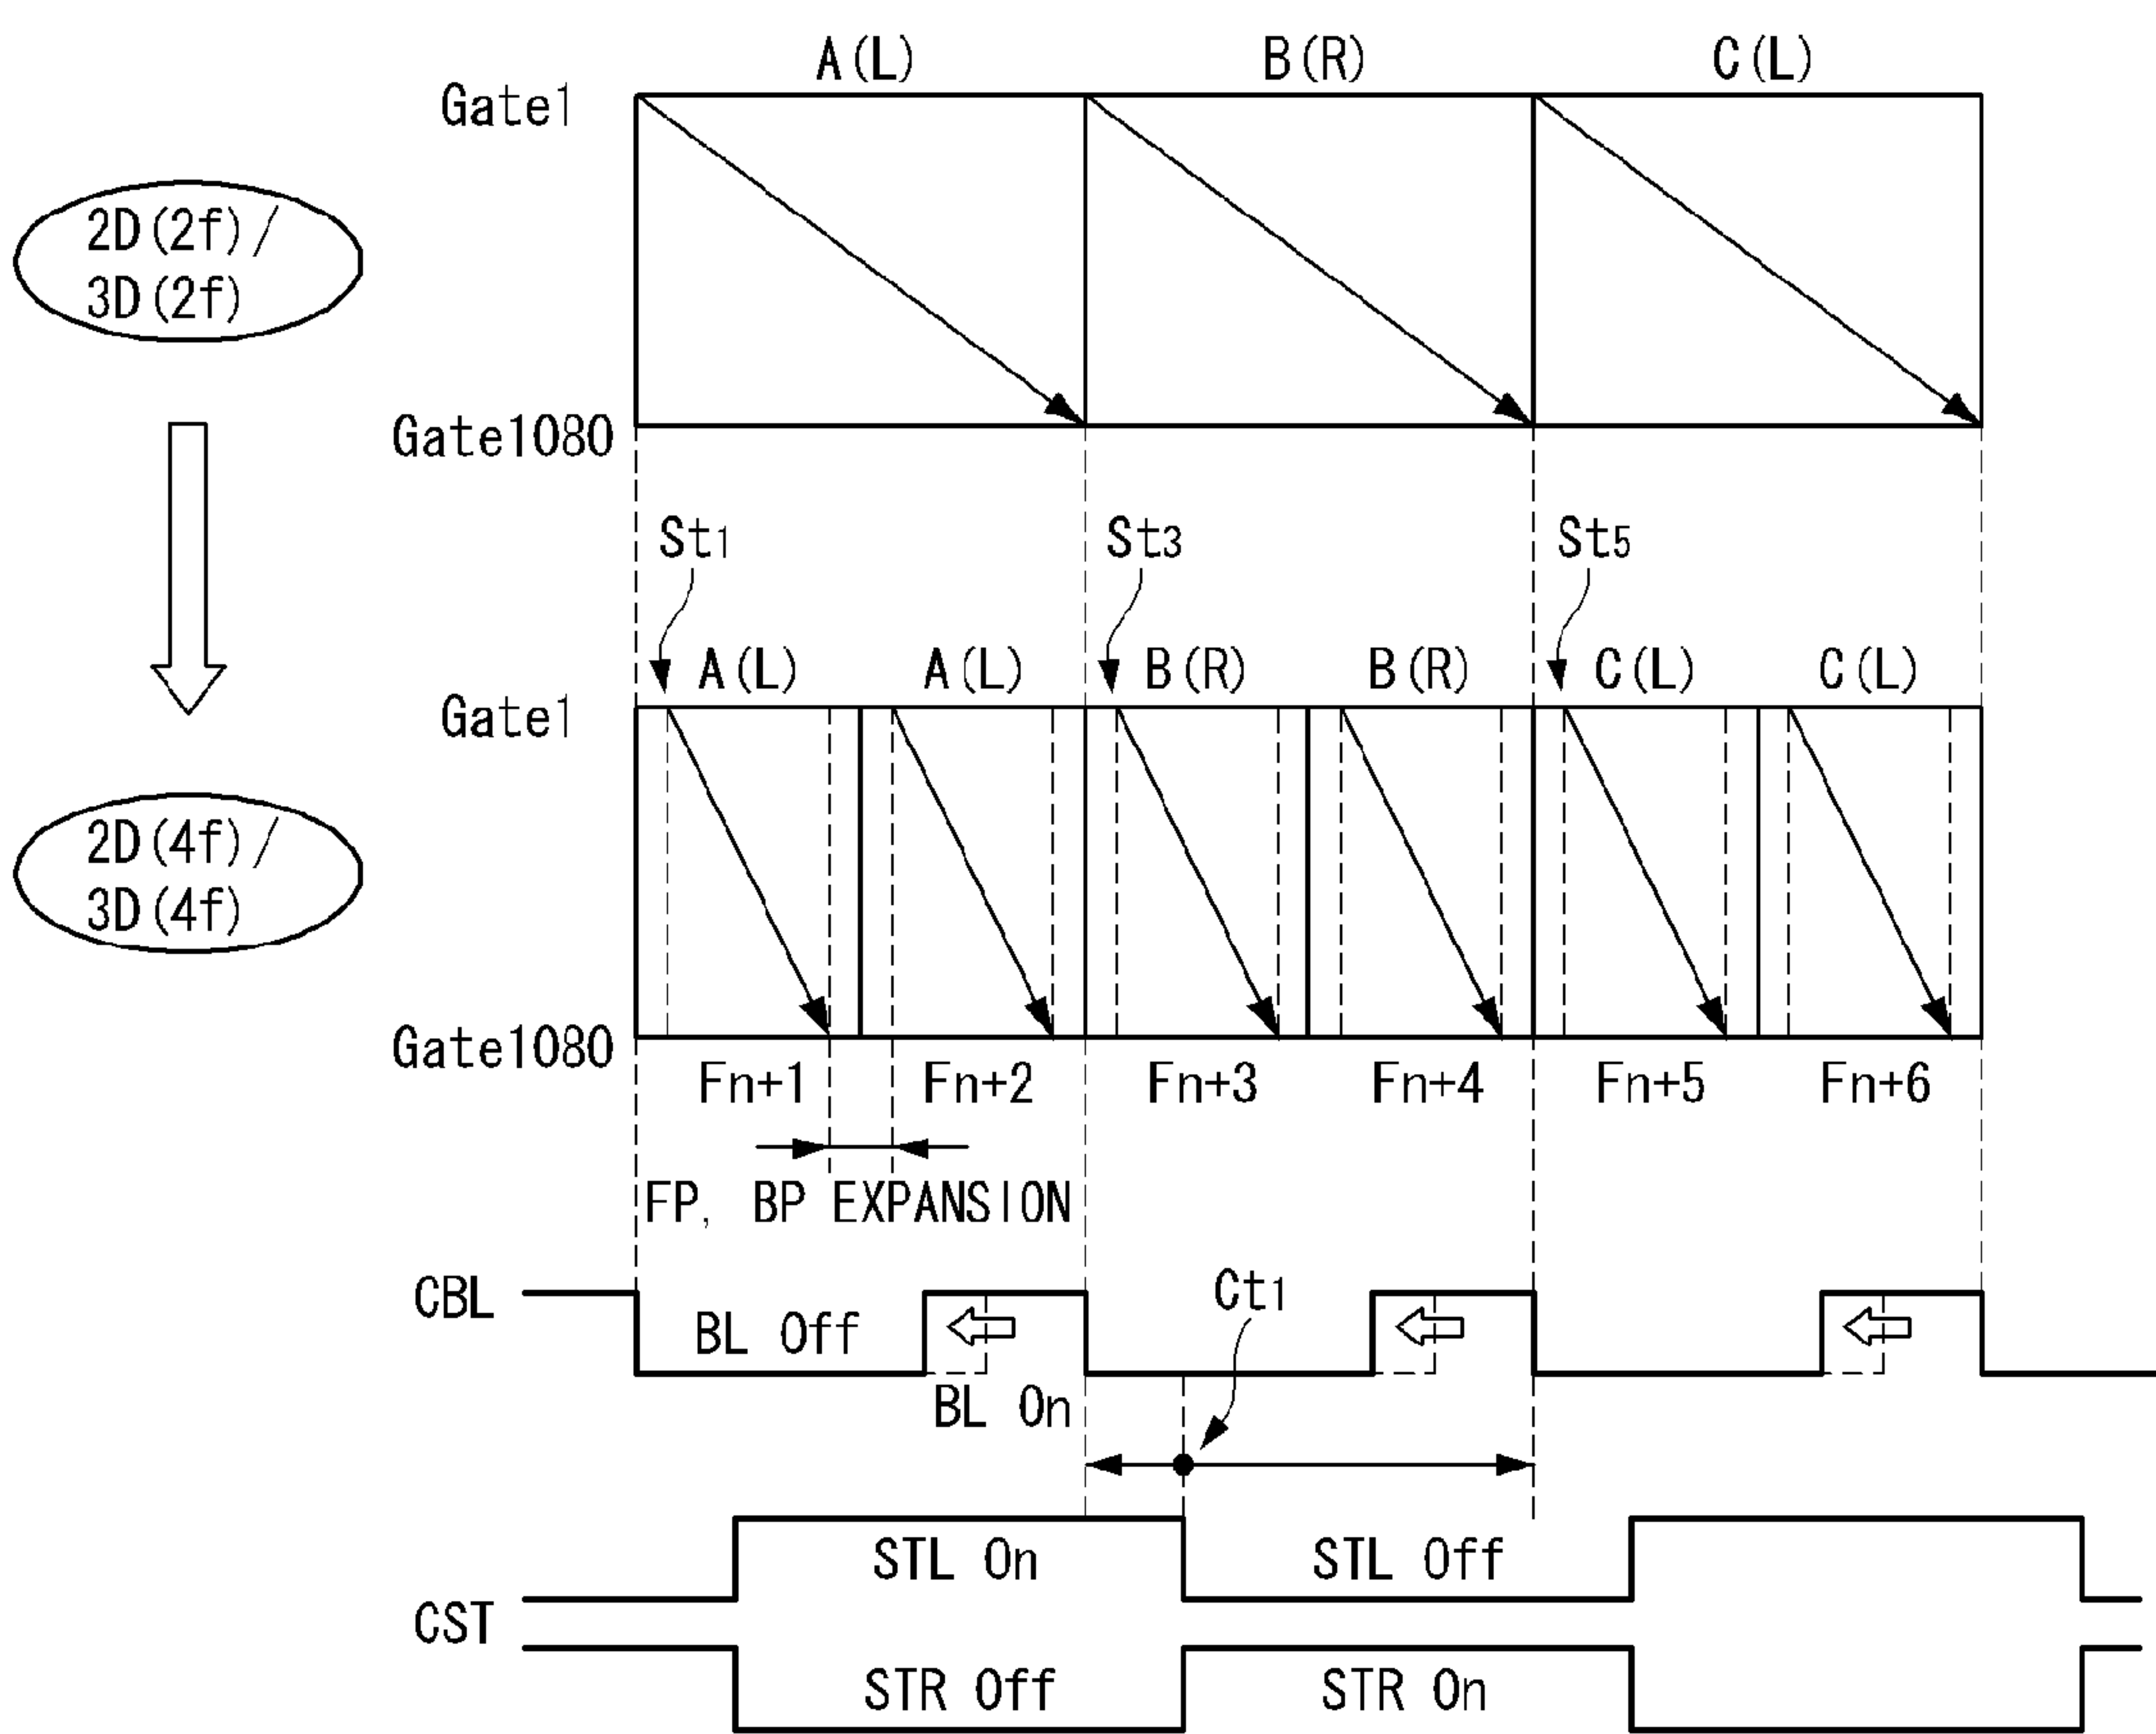 A(L) B(R) C(L)
Gate1
2D(2f)/
3D(2f)
Gate1080
St1 St3 St5
A(L) A(L) B(R) B(R) C(L) C(L)
Gate1
2D(4f)/
3D(4f)
Gate1080
Fn+1 Fn+2 Fn+3 Fn+4 Fn+5 Fn+6
FP, BP EXPANSION
CBL
Ct1
BL Off
BL On
STL On STL Off
CST
STR Off STR On